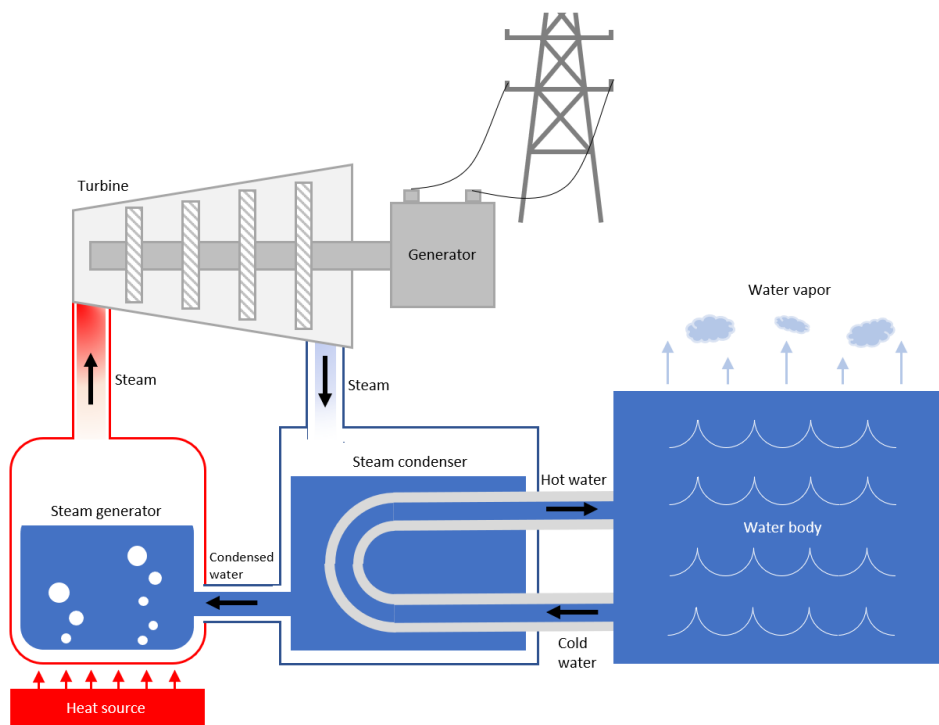 Turbine
Generator
Water vapor
Steam
Steam
Steam condenser
Hot water
Steam generator
Water body
Condensed
water
Cold
water
Heat source